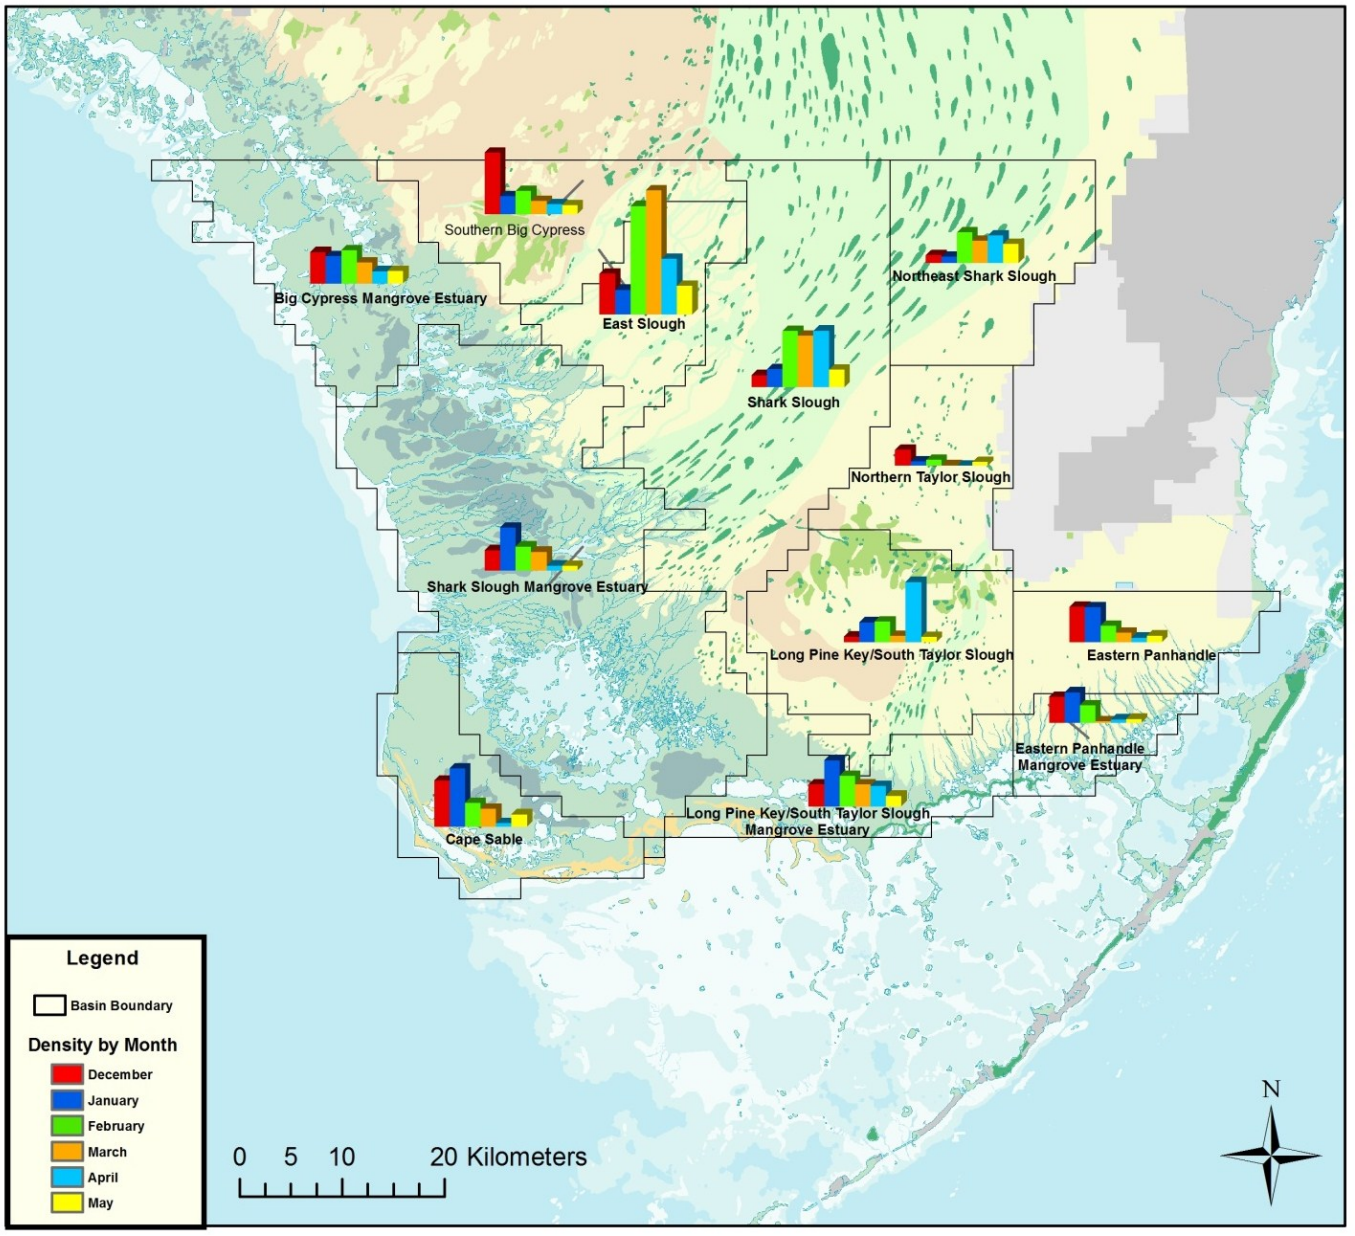 Southern Big Cypress
Northeast Shark Slough
Big Cypress Mangrove Estuary
East Slough
Shark Slough
Northern Taylor Slough
Shark Slough Mangrove Estuary
Long Pine Key/South Taylor Slough
Eastern Panhandle
Eastern Panhandle
Mangrove Estuary
Long Pine Key/South Taylor Slough
Mangrove Estuary
Cape Sable
Legend
Basin Boundary
Density by Month
December
January
February
March
April
May
0 5 10 20 Kilometers
N